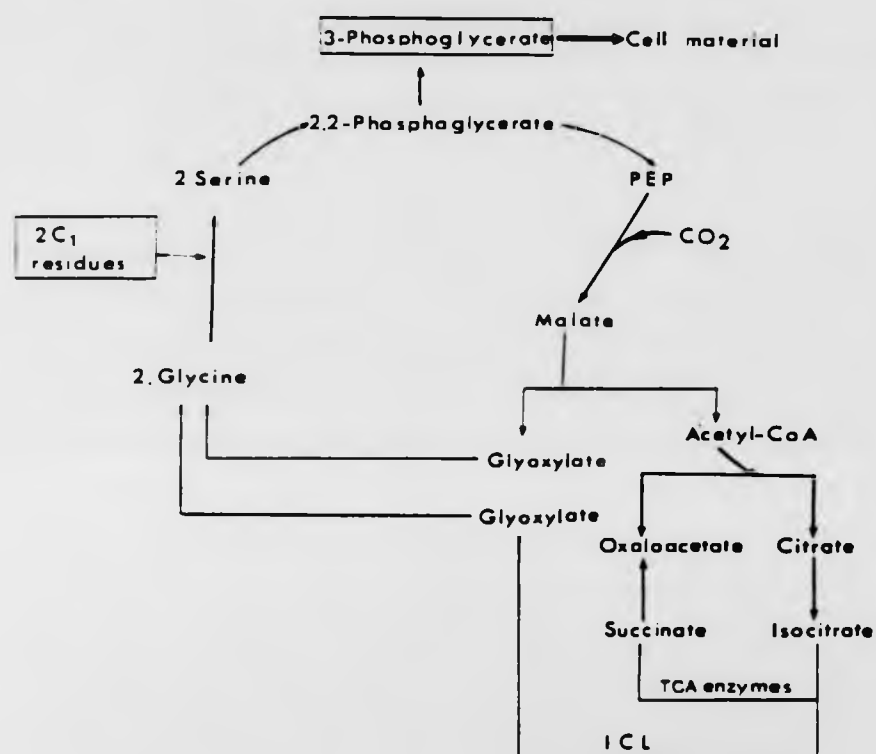 3-Phosphoglycerate
Cell material
2.2-Phosphaglycerate
2 Serine
PEP
2C₁
residues
CO₂
Malate
2.Glycine
Acetyl-CoA
Glyoxylate
Glyoxylate
Oxaloacetate
Citrate
Succinate
Isocitrate
TCA enzymes
ICL